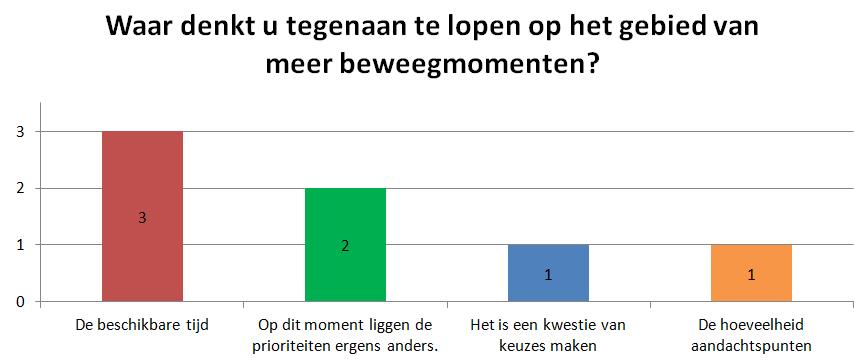 Waar denkt u tegenaan te lopen op het gebied van
meer beweegmomenten?
3
2
1
0
3
2
1
1
De beschikbare tijd
Op dit moment liggen de
prioriteiten ergens anders.
Het is een kwestie van
keuzes maken
De hoeveelheid
aandachtspunten